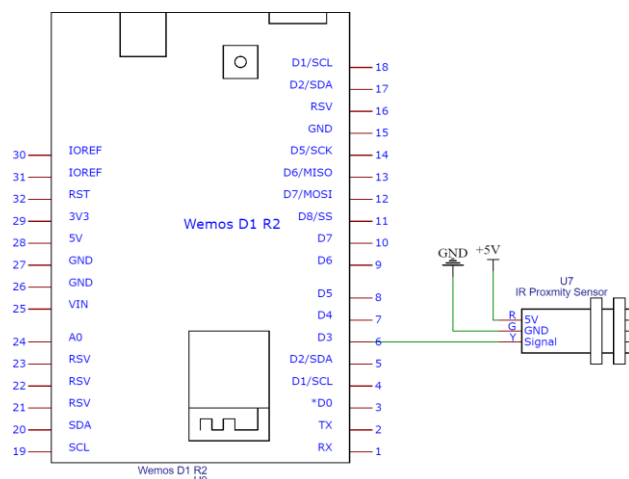 D1/SCL 18
D2/SDA 17
RSV 16
GND 15
30 IOREF D5/SCK 14
31 IOREF D6/MISO 13
32 RST D7/MOSI 12
29 3V3 D8/SS 11
Wemos D1 R2
28 5V D7 10
27 GND D6 9
26 GND
25 VIN D5 8
D4 7
24 A0 D3 6
23 RSV D2/SDA 5
22 RSV D1/SCL 4
21 RSV *D0 3
20 SDA TX 2
19 SCL RX 1
Wemos D1 R2
GND +5V
U7
IR Proxmity Sensor
R 5V
G GND
Y Signal